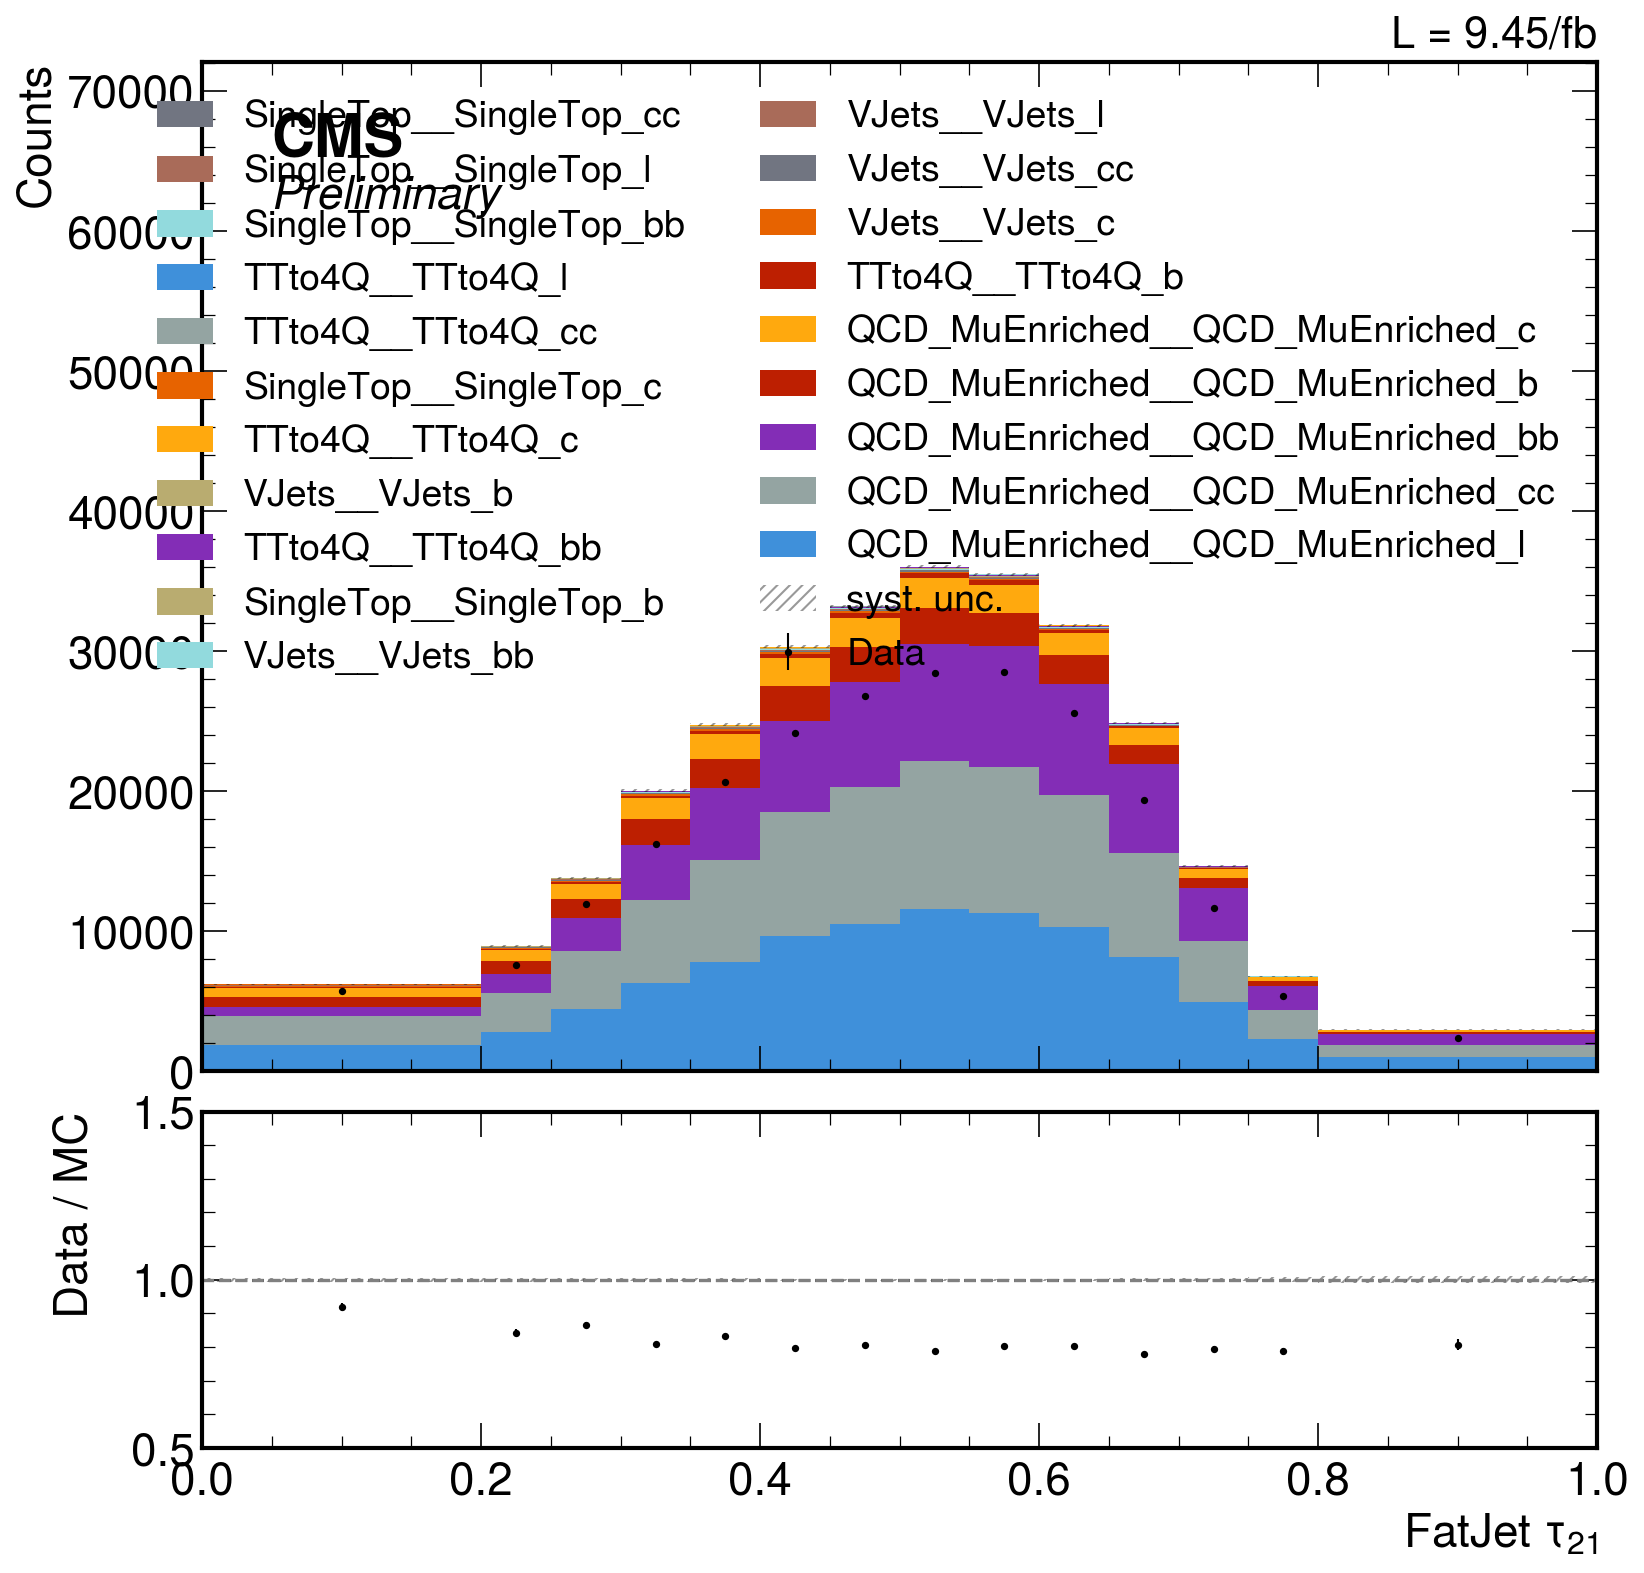 L = 9.45/fb
Counts
70000
60000
50000
40000
30000
20000
10000
0
CMS
Preliminary
SingleTop__SingleTop_cc
SingleTop__SingleTop_l
SingleTop__SingleTop_bb
TTto4Q__TTto4Q_l
TTto4Q__TTto4Q_cc
SingleTop__SingleTop_c
TTto4Q__TTto4Q_c
VJets__VJets_b
TTto4Q__TTto4Q_bb
SingleTop__SingleTop_b
VJets__VJets_bb
VJets__VJets_l
VJets__VJets_cc
VJets__VJets_c
TTto4Q__TTto4Q_b
QCD_MuEnriched__QCD_MuEnriched_c
QCD_MuEnriched__QCD_MuEnriched_b
QCD_MuEnriched__QCD_MuEnriched_bb
QCD_MuEnriched__QCD_MuEnriched_cc
QCD_MuEnriched__QCD_MuEnriched_l
syst. unc.
Data
Data / MC
1.5
1.0
0.5
0.0 0.2 0.4 0.6 0.8 1.0
FatJet τ21